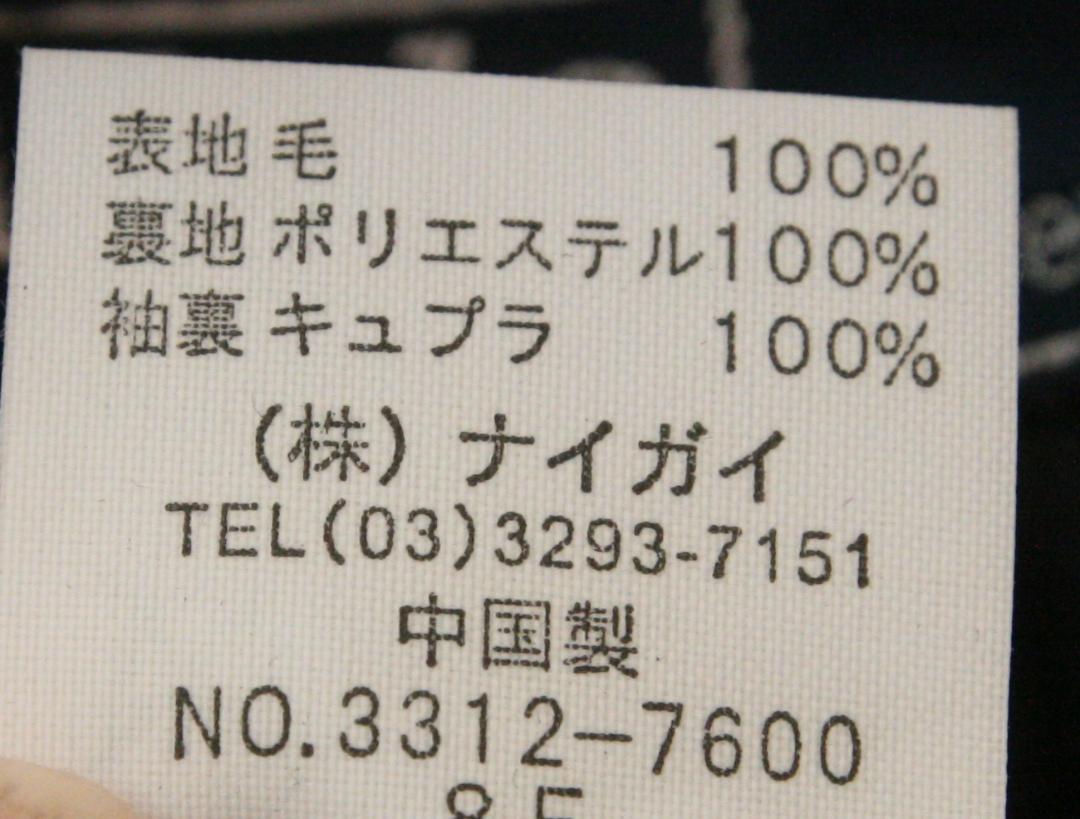 表地 毛 100%
裏地 ポリエステル100%
袖裏 キュプラ 100%
(株) ナイガイ
TEL(03)3293-7151
中国製
NO.3312-7600